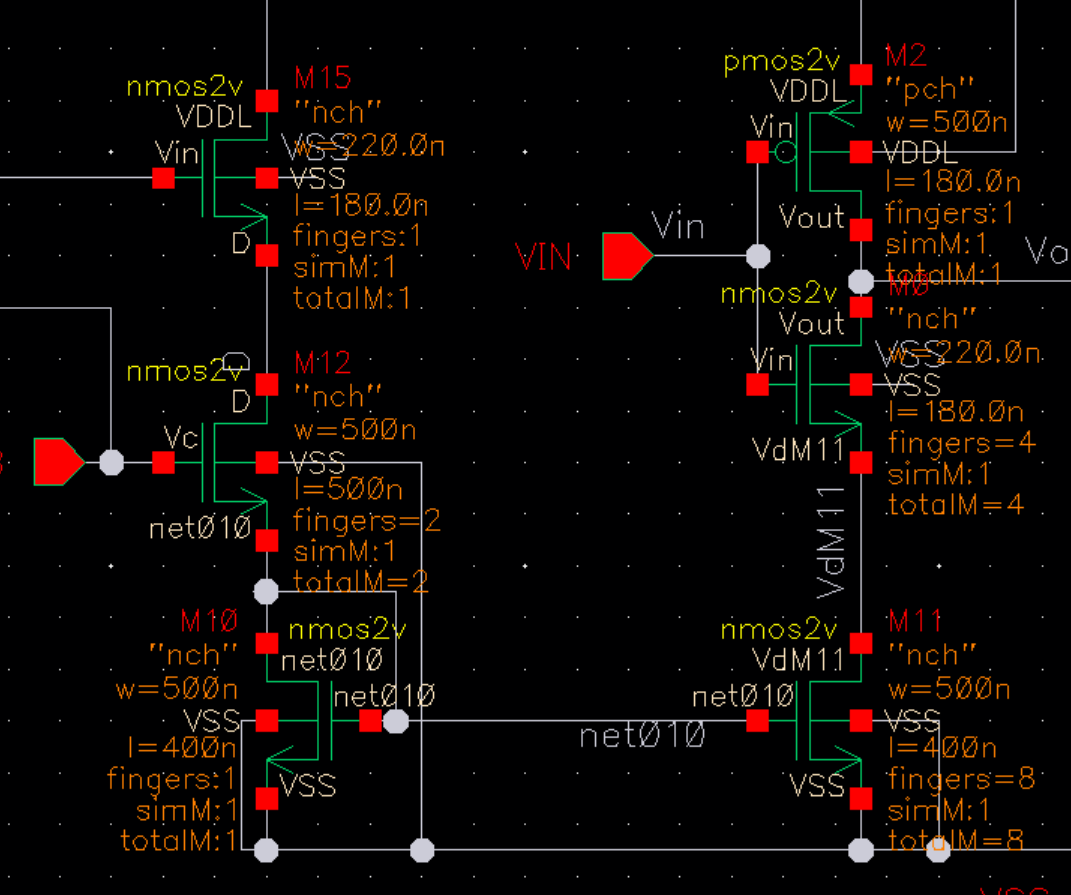 M15
nmos2v
"nch"
VDDL
Vin
VSS
w=220.0n
VSS
l=180.0n
fingers:1
D
simM:1
totalM:1
M12
D
nmos2v
D
"nch"
Vc
w=500n
VSS
l=500n
fingers=2
net010
simM:1
totalM=2
M10
nmos2v
"nch"
net010
w=500n
net010
VSS
l=400n
fingers:1
VSS
simM:1
totalM:1
net010
VIN
Vin
M2
pmos2v
"pch"
VDDL
w=500n
Vin
VDDL
l=180.0n
fingers:1
Vout
simM:1
totalM:1
M0
nmos2v
"nch"
Vout
VSS
w=220.0n
Vin
VSS
l=180.0n
fingers=4
VdM11
simM:1
totalM=4
VdM11
M11
nmos2v
"nch"
VdM11
w=500n
net010
VSS
l=400n
fingers=8
VSS
simM:1
totalM=8